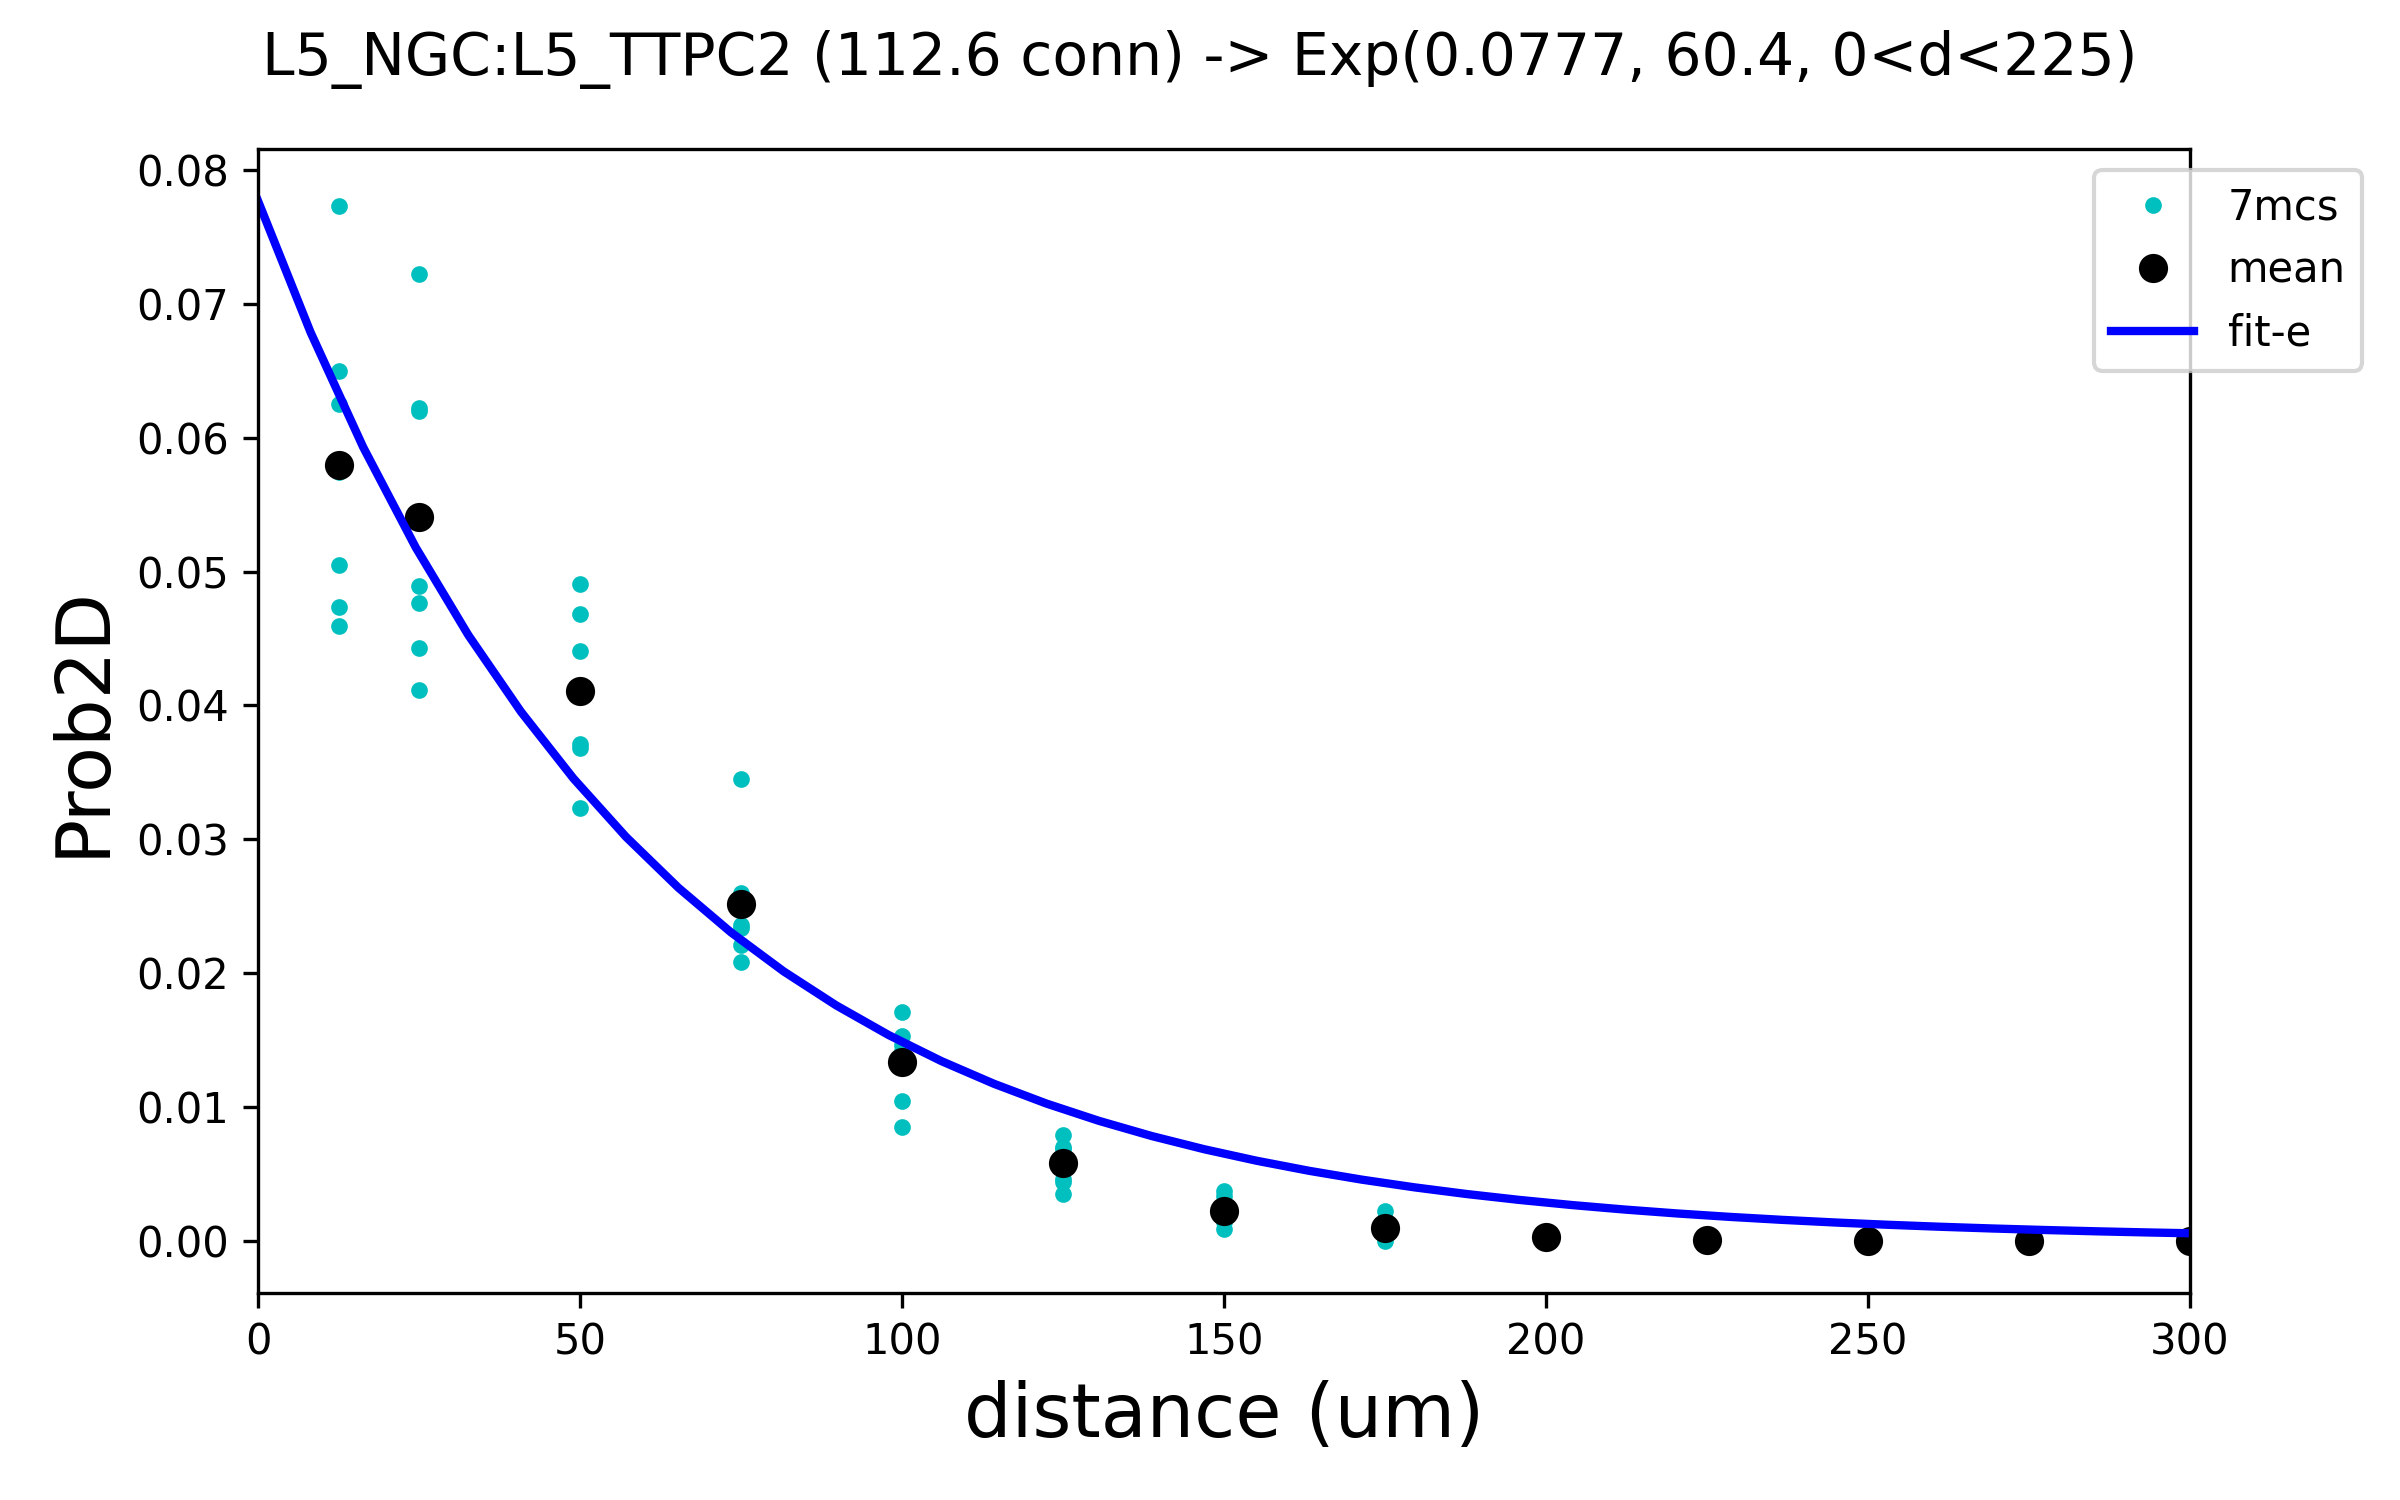 L5_NGC:L5_TTPC2 (112.6 conn) -> Exp(0.0777, 60.4, 0<d<225)
7mcs
mean
fit-e
Prob2D
0.08
0.07
0.06
0.05
0.04
0.03
0.02
0.01
0.00
0 50 100 150 200 250 300
distance (um)